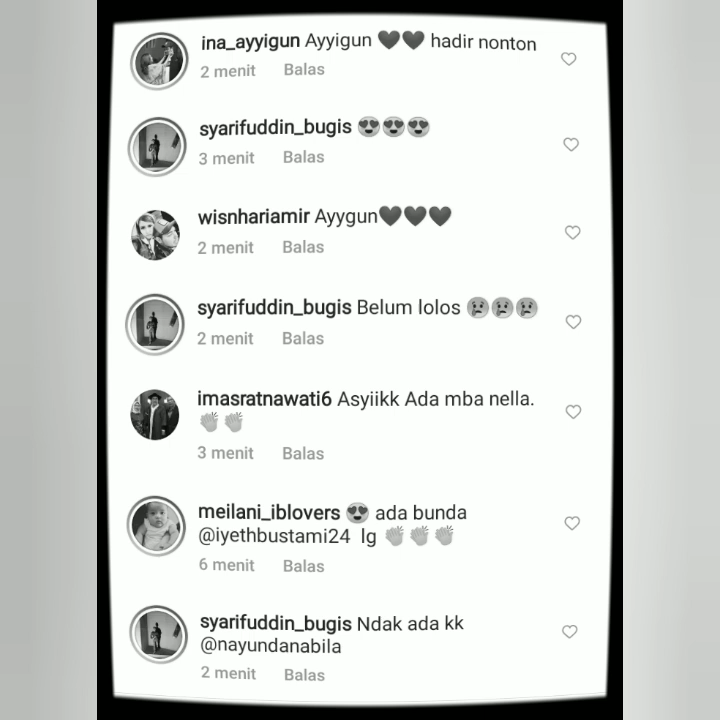 ina_ayyigun Ayyigun 🖤🖤 hadir nonton
2 menit Balas
syarifuddin_bugis 😍😍😍
3 menit Balas
wisnhariamir Ayygun🖤🖤🖤
2 menit Balas
syarifuddin_bugis Belum lolos 😢😢😢
2 menit Balas
imasratnawati6 Asyiikk Ada mba nella.
👏👏
3 menit Balas
meilani_iblovers 😍 ada bunda
@iyethbustami24 lg 👏👏👏
6 menit Balas
syarifuddin_bugis Ndak ada kk
@nayundanabila
2 menit Balas